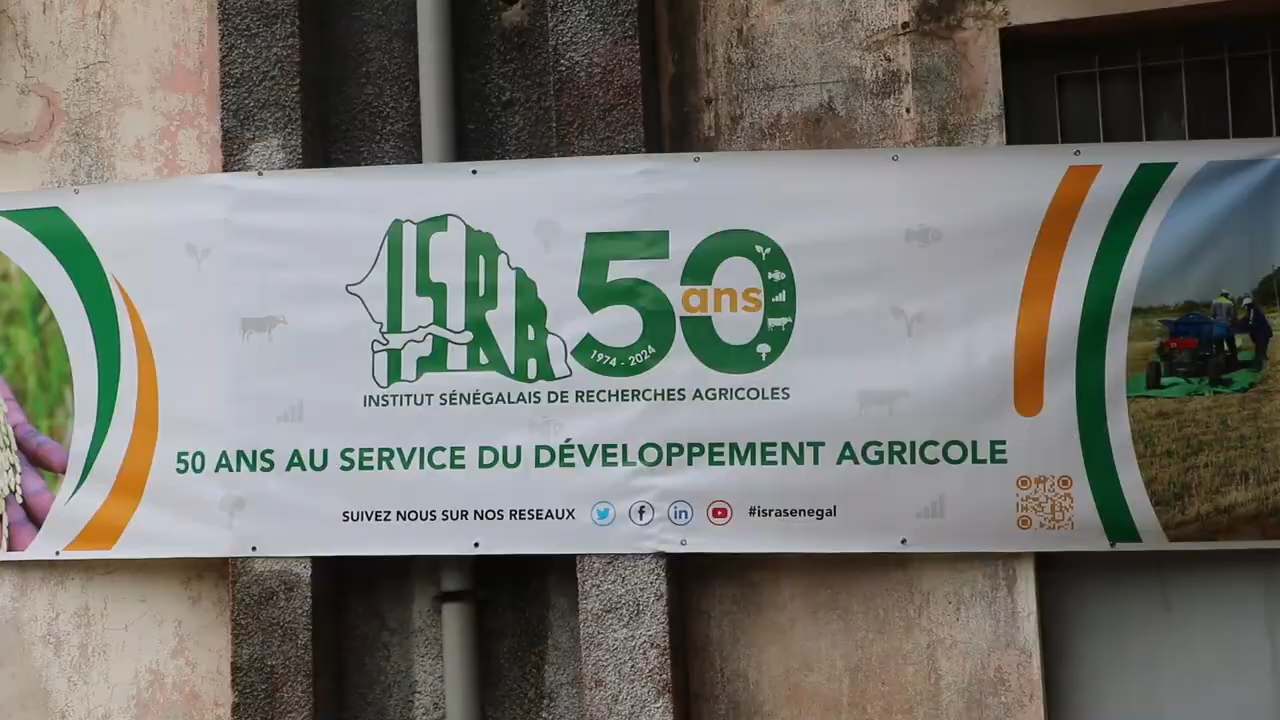 ISRA 50 ans
1974 - 2024
INSTITUT SÉNÉGALAIS DE RECHERCHES AGRICOLES
50 ANS AU SERVICE DU DÉVELOPPEMENT AGRICOLE
SUIVEZ NOUS SUR NOS RESEAUX #israsenegal